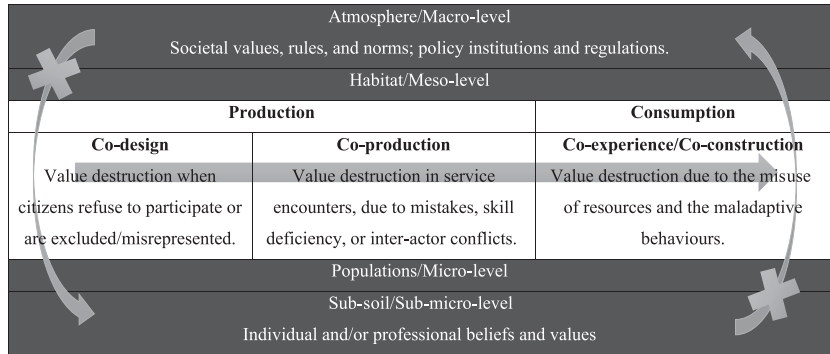 Atmosphere/Macro-level
Societal values, rules, and norms; policy institutions and regulations.
Habitat/Meso-level
Production
Consumption
Co-design
Value destruction when
citizens refuse to participate or
are excluded/misrepresented.
Co-production
Value destruction in service
encounters, due to mistakes, skill
deficiency, or inter-actor conflicts.
Co-experience/Co-construction
Value destruction due to the misuse
of resources and the maladaptive
behaviours.
Populations/Micro-level
Sub-soil/Sub-micro-level
Individual and/or professional beliefs and values